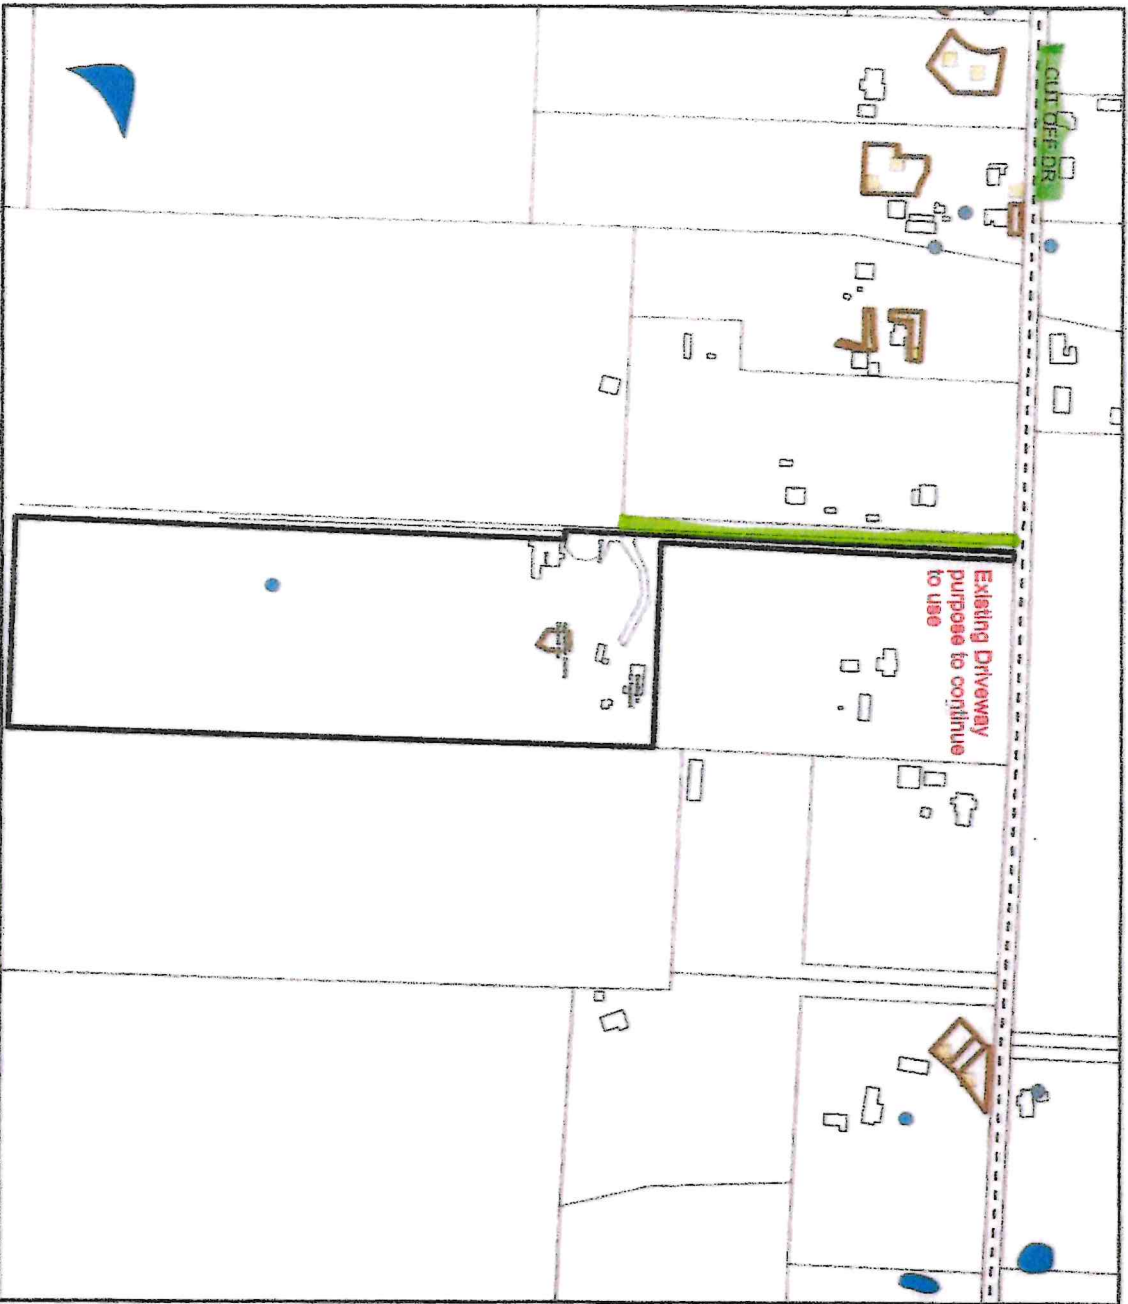 CUT OFF DR
Existing Driveway
purpose to continue
to use